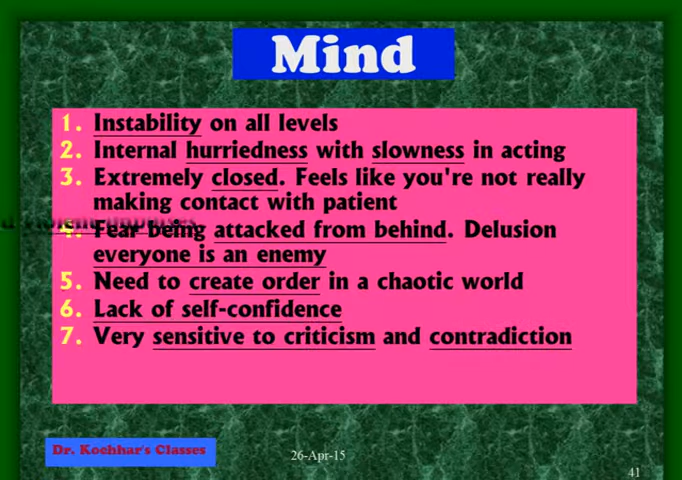 Mind
1. Instability on all levels
2. Internal hurriedness with slowness in acting
3. Extremely closed. Feels like you're not really
making contact with patient
4. Fear being attacked from behind. Delusion
everyone is an enemy
5. Need to create order in a chaotic world
6. Lack of self-confidence
7. Very sensitive to criticism and contradiction
Dr. Kochhar's Classes
26-Apr-15
41